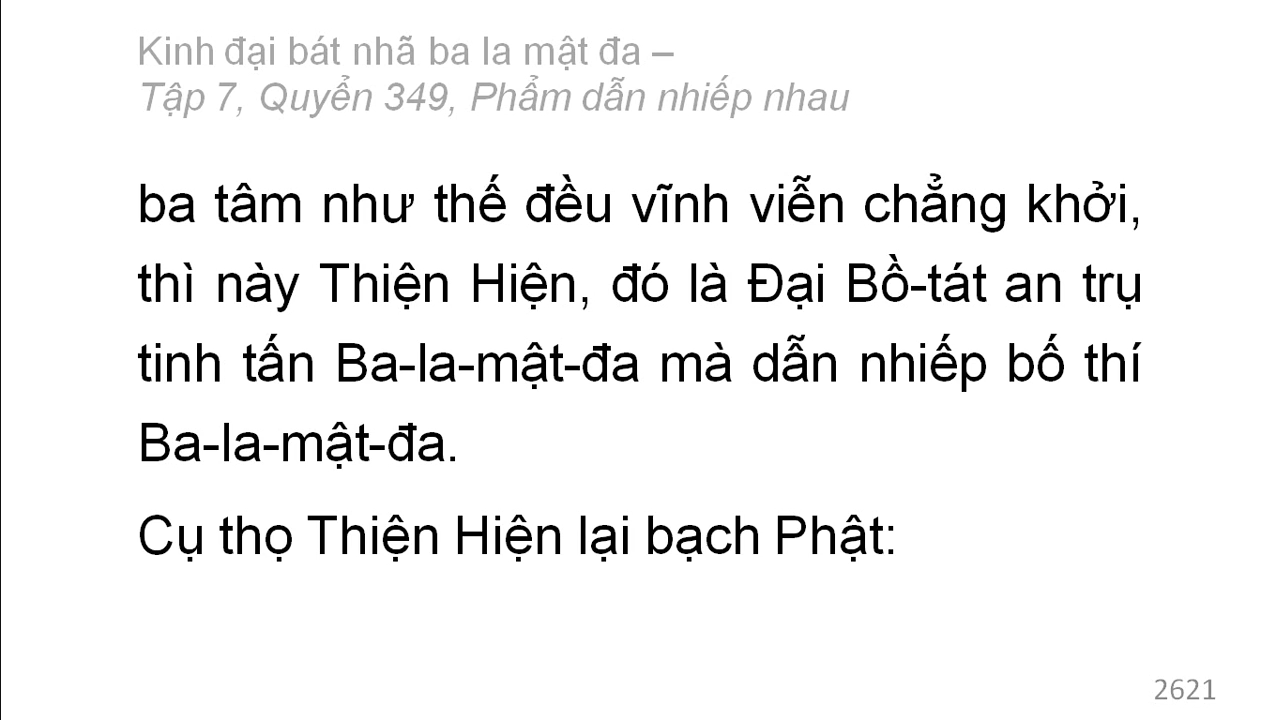 Kinh đại bát nhã ba la mật đa –
Tập 7, Quyển 349, Phẩm dẫn nhiếp nhau
ba tâm như thế đều vĩnh viễn chẳng khởi,
thì này Thiện Hiện, đó là Đại Bồ-tát an trụ
tinh tấn Ba-la-mật-đa mà dẫn nhiếp bố thí
Ba-la-mật-đa.
Cụ thọ Thiện Hiện lại bạch Phật:
2621